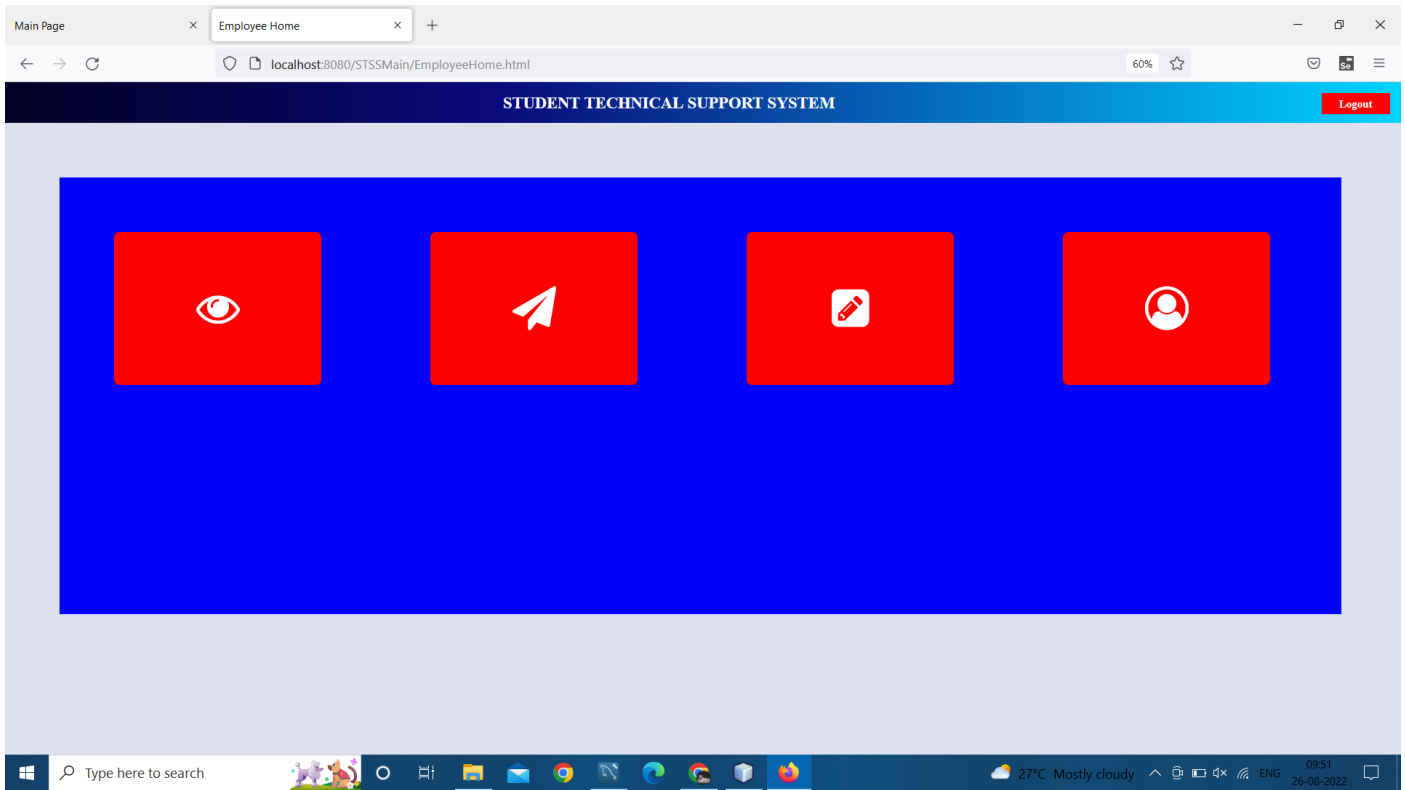 Main Page
Employee Home
localhost:8080/STSSMain/EmployeeHome.html
60%
Se
STUDENT TECHNICAL SUPPORT SYSTEM
Logout
Type here to search
27°C Mostly cloudy
ENG
09:51
26-08-2022